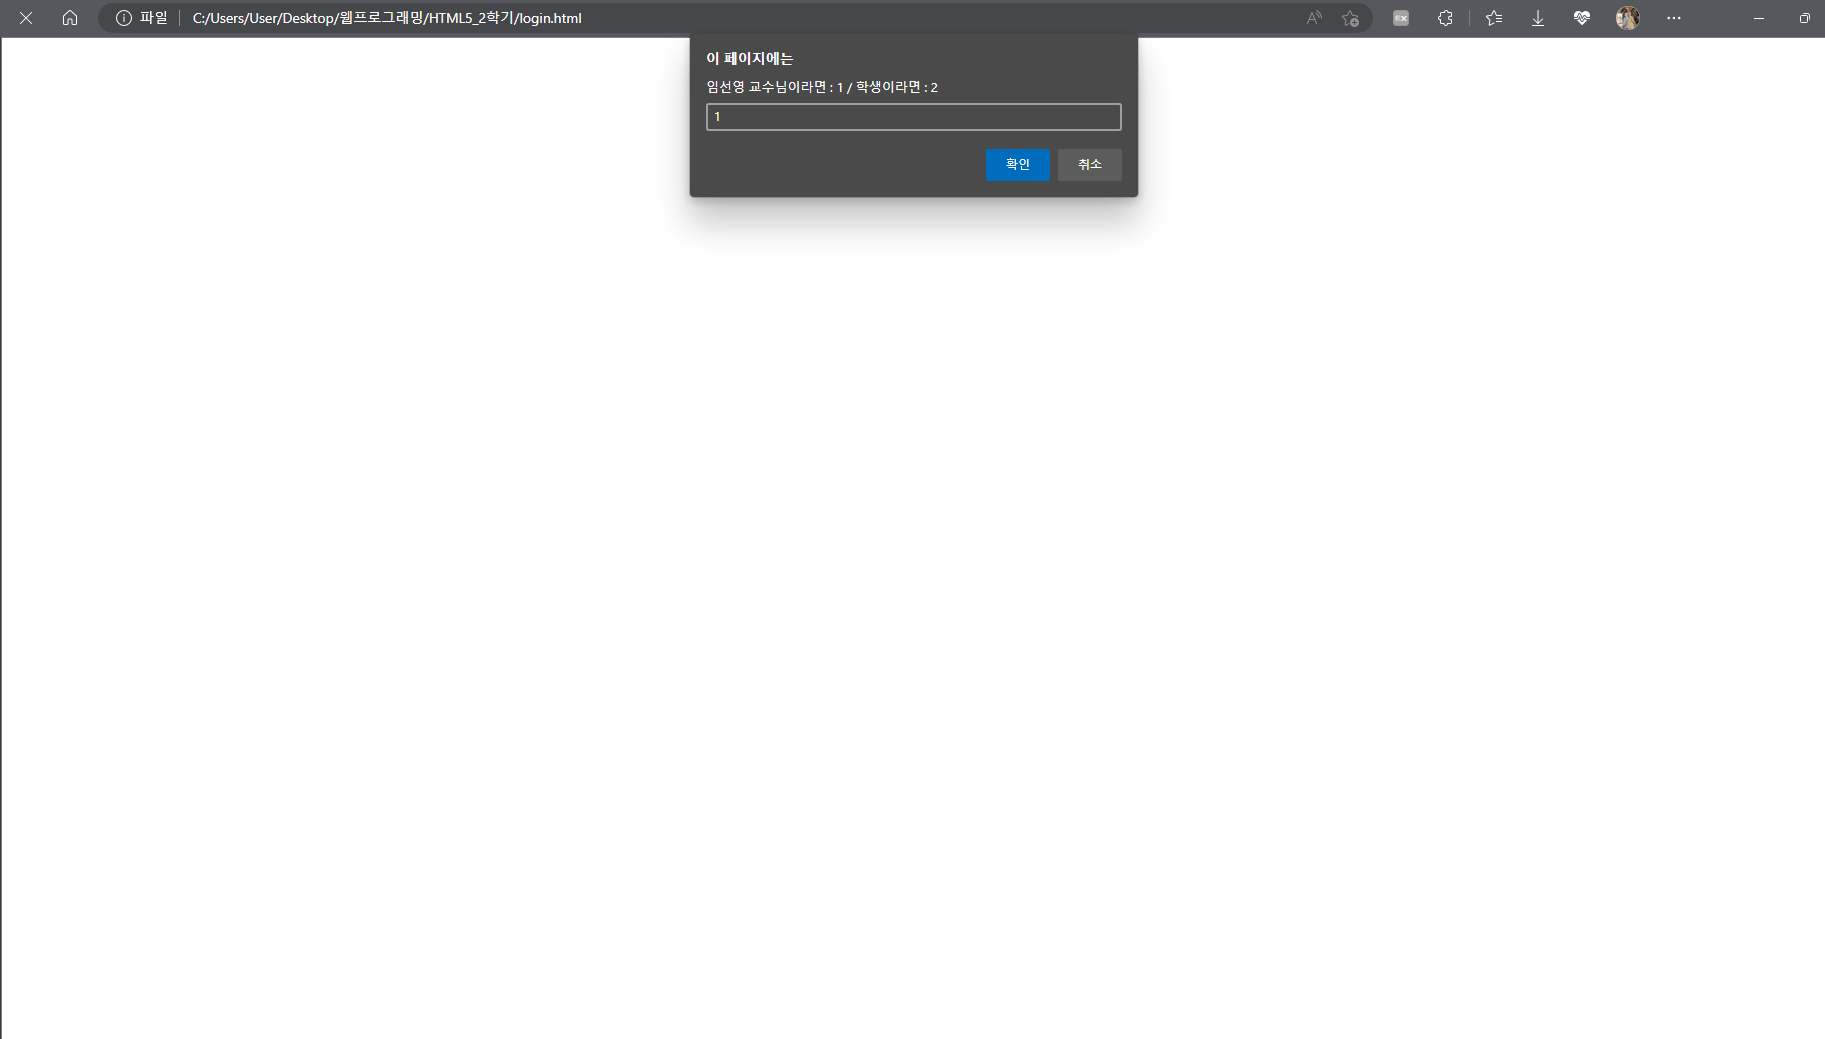 파일 C:/Users/User/Desktop/웹프로그래밍/HTML5_2학기/login.html
이 페이지에는
임선영 교수님이라면 : 1 / 학생이라면 : 2
1
확인 취소